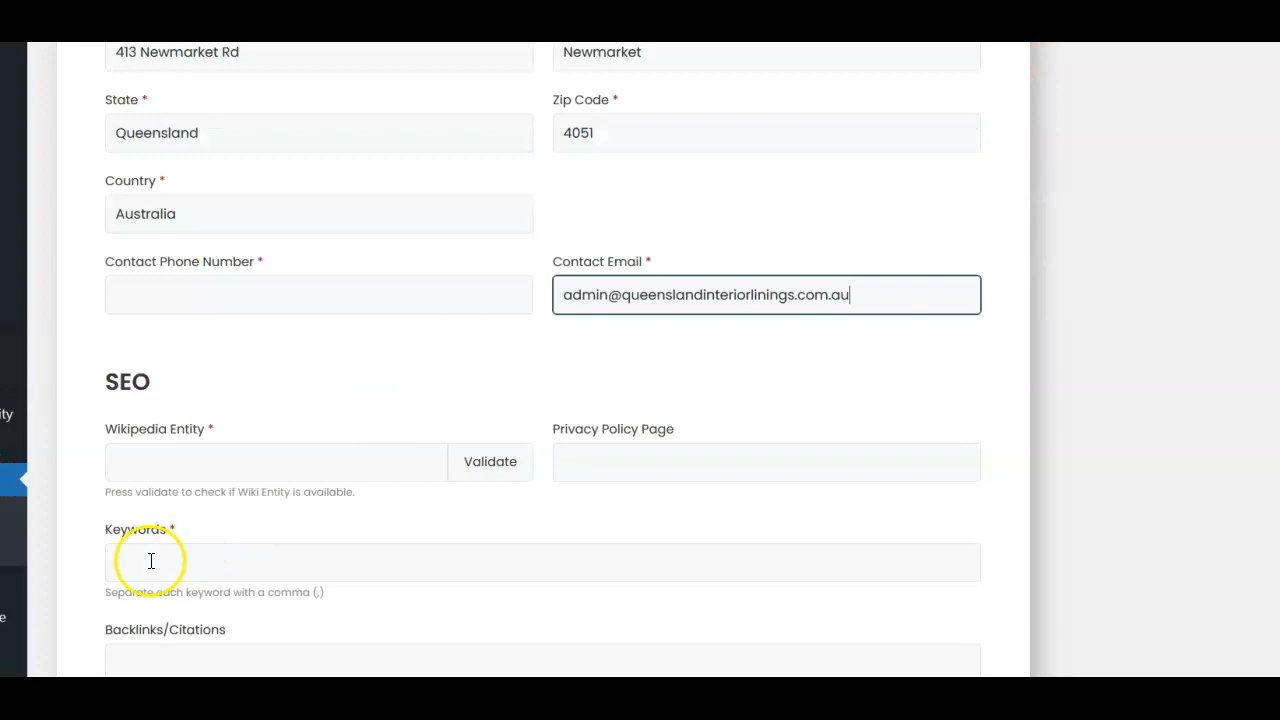 413 Newmarket Rd
Newmarket
State *
Zip Code *
Queensland
4051
Country *
Australia
Contact Phone Number *
Contact Email *
admin@queenslandinteriorlinings.com.au
SEO
Wikipedia Entity *
Privacy Policy Page
Validate
Press validate to check if Wiki Entity is available.
ity
Keywords *
Separate each keyword with a comma (,)
e
Backlinks/Citations